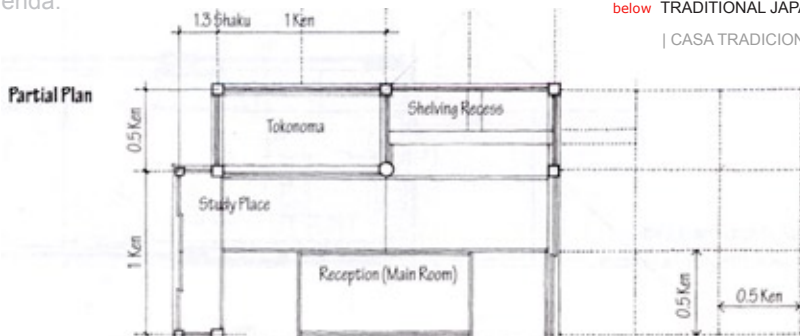 enda.
below TRADITIONAL JAPA
| CASA TRADICION
1.3 Shaku 1 Ken
Partial Plan
0.5 Ken
Tokonoma
Shelving Recess
1 Ken
Study Place
Reception (Main Room)
0.5 Ken
0.5 Ken